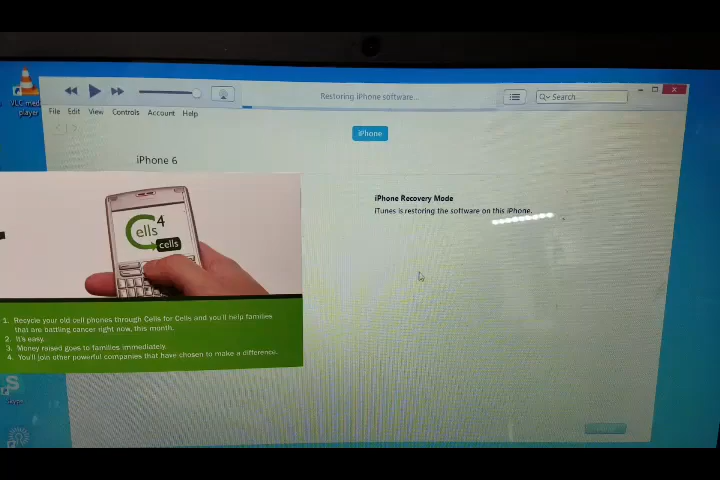 VLC med
player
Restoring iPhone software...
Search...
File Edit View Controls Account Help
iPhone
iPhone 6
iPhone Recovery Mode
iTunes is restoring the software on this iPhone.
C4
ells
cells
1. Recycle your old cell phones through Cells for Cells and you'll help families
that are battling cancer right now, this month.
2. It's easy.
3. Money raised goes to families immediately.
4. You'll join other powerful companies that have chosen to make a difference.